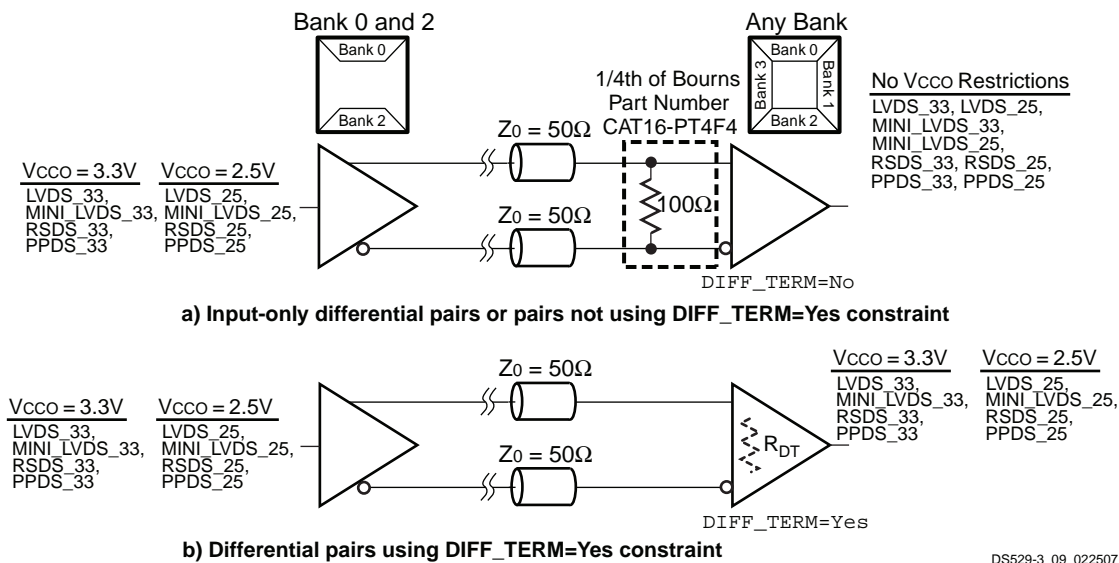 Bank 0 and 2
Bank 0
Bank 2
Any Bank
Bank 0
Bank 3
Bank 1
Bank 2
1/4th of Bourns
Part Number
CAT16-PT4F4
No VCCO Restrictions
LVDS_33, LVDS_25,
MINI_LVDS_33,
MINI_LVDS_25,
RSDS_33, RSDS_25,
PPDS_33, PPDS_25
VCCO = 3.3V
LVDS_33,
MINI_LVDS_33,
RSDS_33,
PPDS_33
VCCO = 2.5V
LVDS_25,
MINI_LVDS_25,
RSDS_25,
PPDS_25
Z0 = 50Ω
Z0 = 50Ω
100Ω
DIFF_TERM=No
a) Input-only differential pairs or pairs not using DIFF_TERM=Yes constraint
VCCO = 3.3V
LVDS_33,
MINI_LVDS_33,
RSDS_33,
PPDS_33
VCCO = 2.5V
LVDS_25,
MINI_LVDS_25,
RSDS_25,
PPDS_25
Z0 = 50Ω
Z0 = 50Ω
RDT
DIFF_TERM=Yes
VCCO = 3.3V
LVDS_33,
MINI_LVDS_33,
RSDS_33,
PPDS_33
VCCO = 2.5V
LVDS_25,
MINI_LVDS_25,
RSDS_25,
PPDS_25
b) Differential pairs using DIFF_TERM=Yes constraint
DS529-3_09_022507